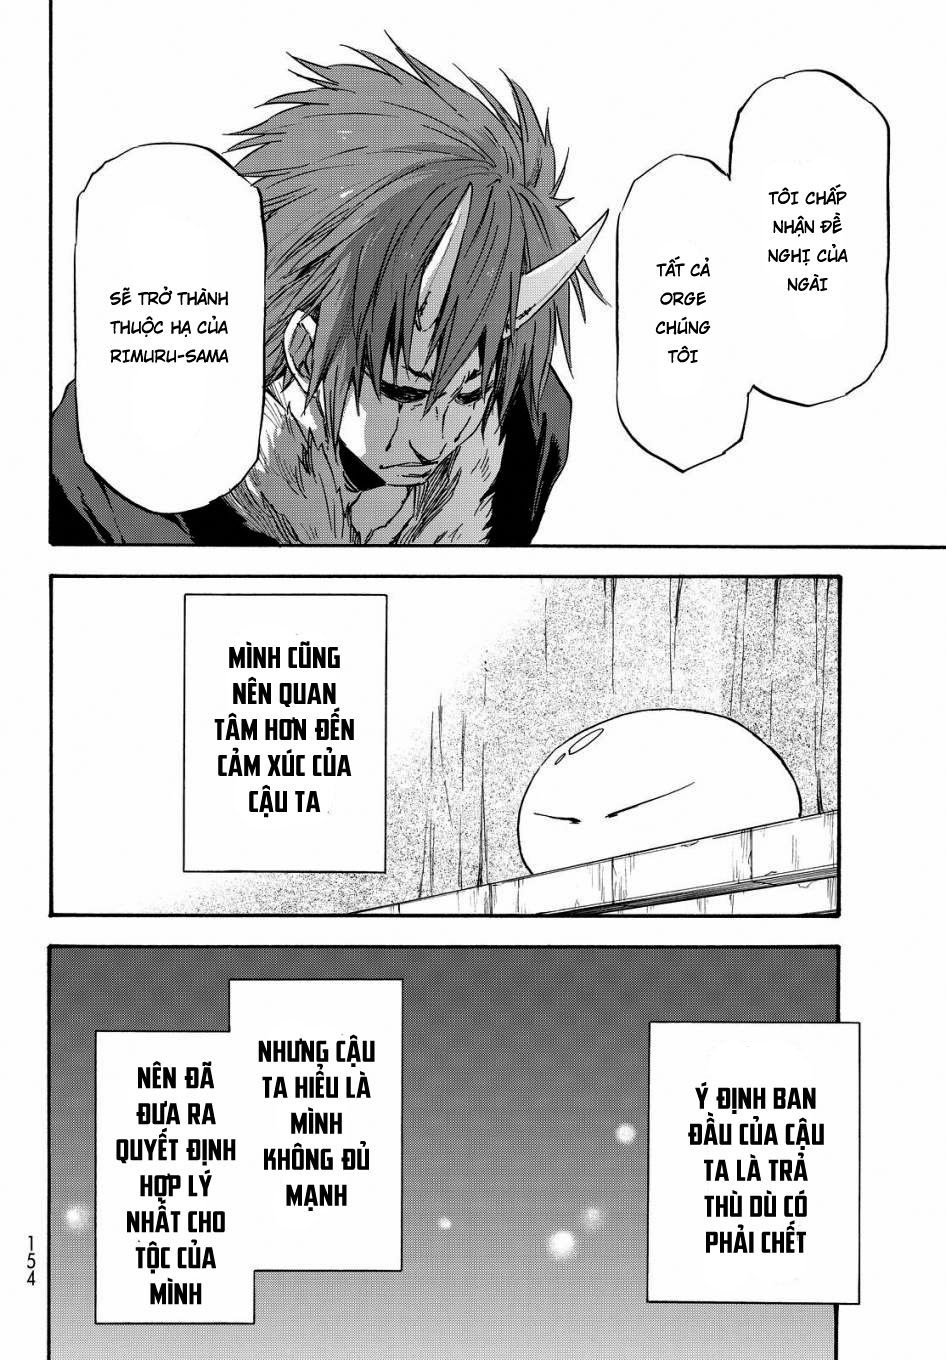 TÔI CHẤP
NHẬN ĐỀ
NGHỊ CỦA
NGÀI
TẤT CẢ
ORGE
CHÚNG
TÔI
SẼ TRỞ THÀNH
THUỘC HẠ CỦA
RIMURU-SAMA
MÌNH CŨNG
NÊN QUAN
TÂM HƠN ĐẾN
CẢM XÚC CỦA
CẬU TA
Ý ĐỊNH BAN
ĐẦU CỦA CẬU
TA LÀ TRẢ
THÙ DÙ CÓ
PHẢI CHẾT
NHƯNG CẬU
TA HIỂU LÀ
MÌNH
KHÔNG ĐỦ
MẠNH
NÊN ĐÃ
ĐƯA RA
QUYẾT ĐỊNH
HỢP LÝ
NHẤT CHO
TỘC CỦA
MÌNH
154